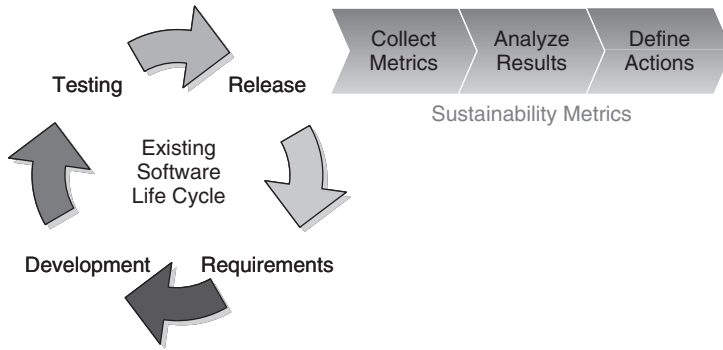 Collect
Metrics
Analyze
Results
Define
Actions
Sustainability Metrics
Testing
Release
Existing
Software
Life Cycle
Development
Requirements